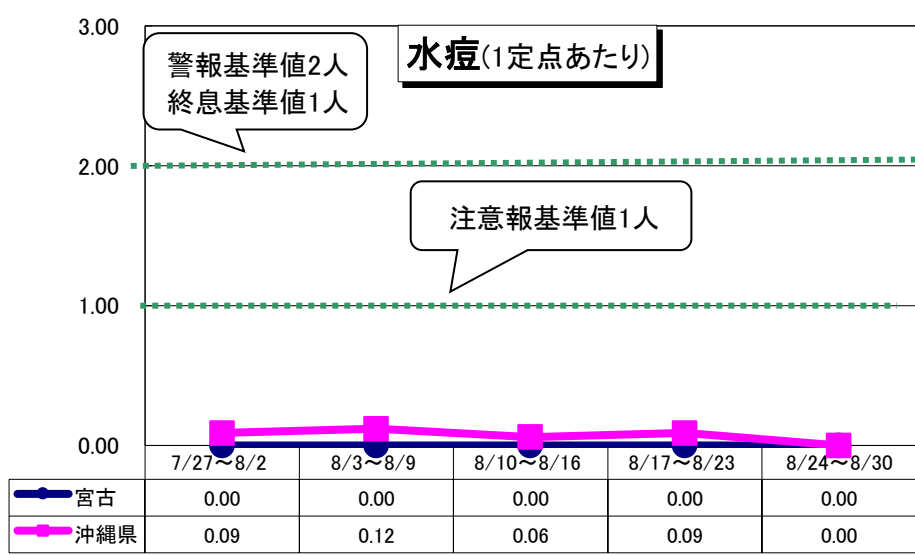 3.00
水痘(1定点あたり)
警報基準値2人
終息基準値1人
2.00
注意報基準値1人
1.00
0.00
7/27～8/2 8/3～8/9 8/10～8/16 8/17～8/23 8/24～8/30
宮古 0.00 0.00 0.00 0.00 0.00
沖縄県 0.09 0.12 0.06 0.09 0.00